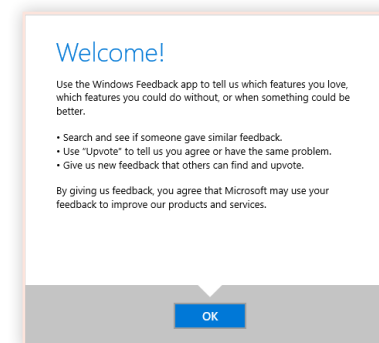 Welcome!
Use the Windows Feedback app to tell us which features you love,
which features you could do without, or when something could be
better.
• Search and see if someone gave similar feedback.
• Use "Upvote" to tell us you agree or have the same problem.
• Give us new feedback that others can find and upvote.
By giving us feedback, you agree that Microsoft may use your
feedback to improve our products and services.
OK